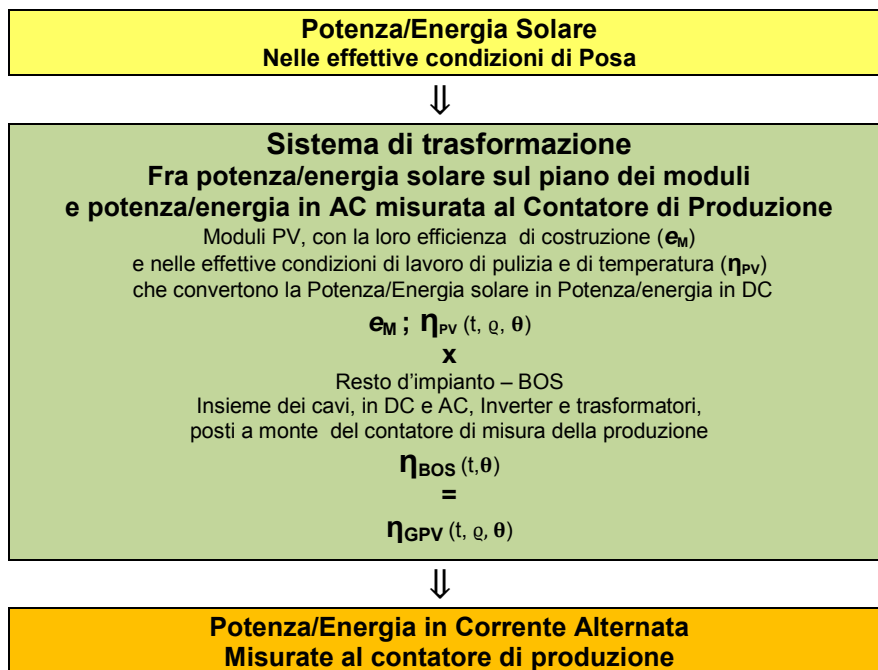 Potenza/Energia Solare
Nelle effettive condizioni di Posa
⇓
Sistema di trasformazione
Fra potenza/energia solare sul piano dei moduli
e potenza/energia in AC misurata al Contatore di Produzione
Moduli PV, con la loro efficienza di costruzione (eM)
e nelle effettive condizioni di lavoro di pulizia e di temperatura (ηPV)
che convertono la Potenza/Energia solare in Potenza/energia in DC
eM ; ηPV (t, ϱ, θ)
x
Resto d'impianto – BOS
Insieme dei cavi, in DC e AC, Inverter e trasformatori,
posti a monte del contatore di misura della produzione
ηBOS (t,θ)
=
ηGPV (t, ϱ, θ)
⇓
Potenza/Energia in Corrente Alternata
Misurate al contatore di produzione